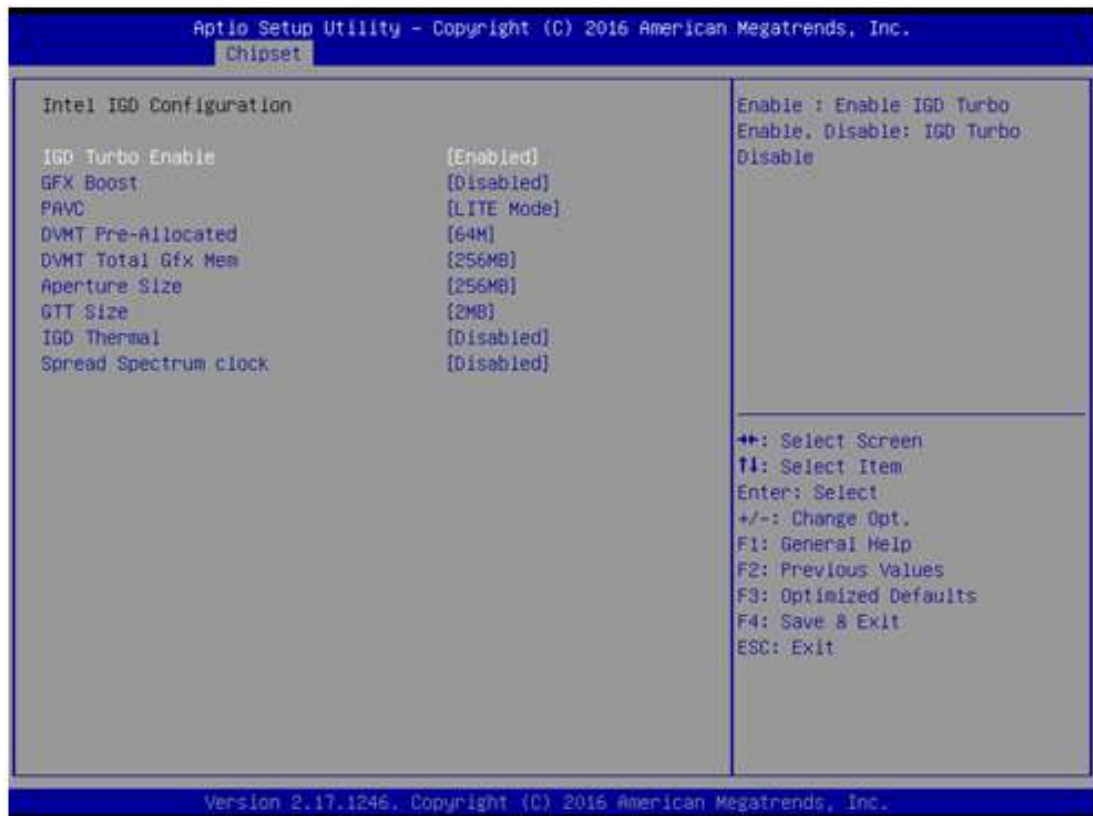 Aptio Setup Utility – Copyright (C) 2016 American Megatrends, Inc.
Chipset
Intel IGD Configuration
IGD Turbo Enable [Enabled]
GFX Boost [Disabled]
PAVC [LITE Mode]
DVMT Pre-Allocated [64M]
DVMT Total Gfx Mem [256MB]
Aperture Size [256MB]
GTT Size [2MB]
IGD Thermal [Disabled]
Spread Spectrum clock [Disabled]
Enable : Enable IGD Turbo
Enable, Disable: IGD Turbo
Disable
→←: Select Screen
↑↓: Select Item
Enter: Select
+/-: Change Opt.
F1: General Help
F2: Previous Values
F3: Optimized Defaults
F4: Save & Exit
ESC: Exit
Version 2.17.1246. Copyright (C) 2016 American Megatrends, Inc.